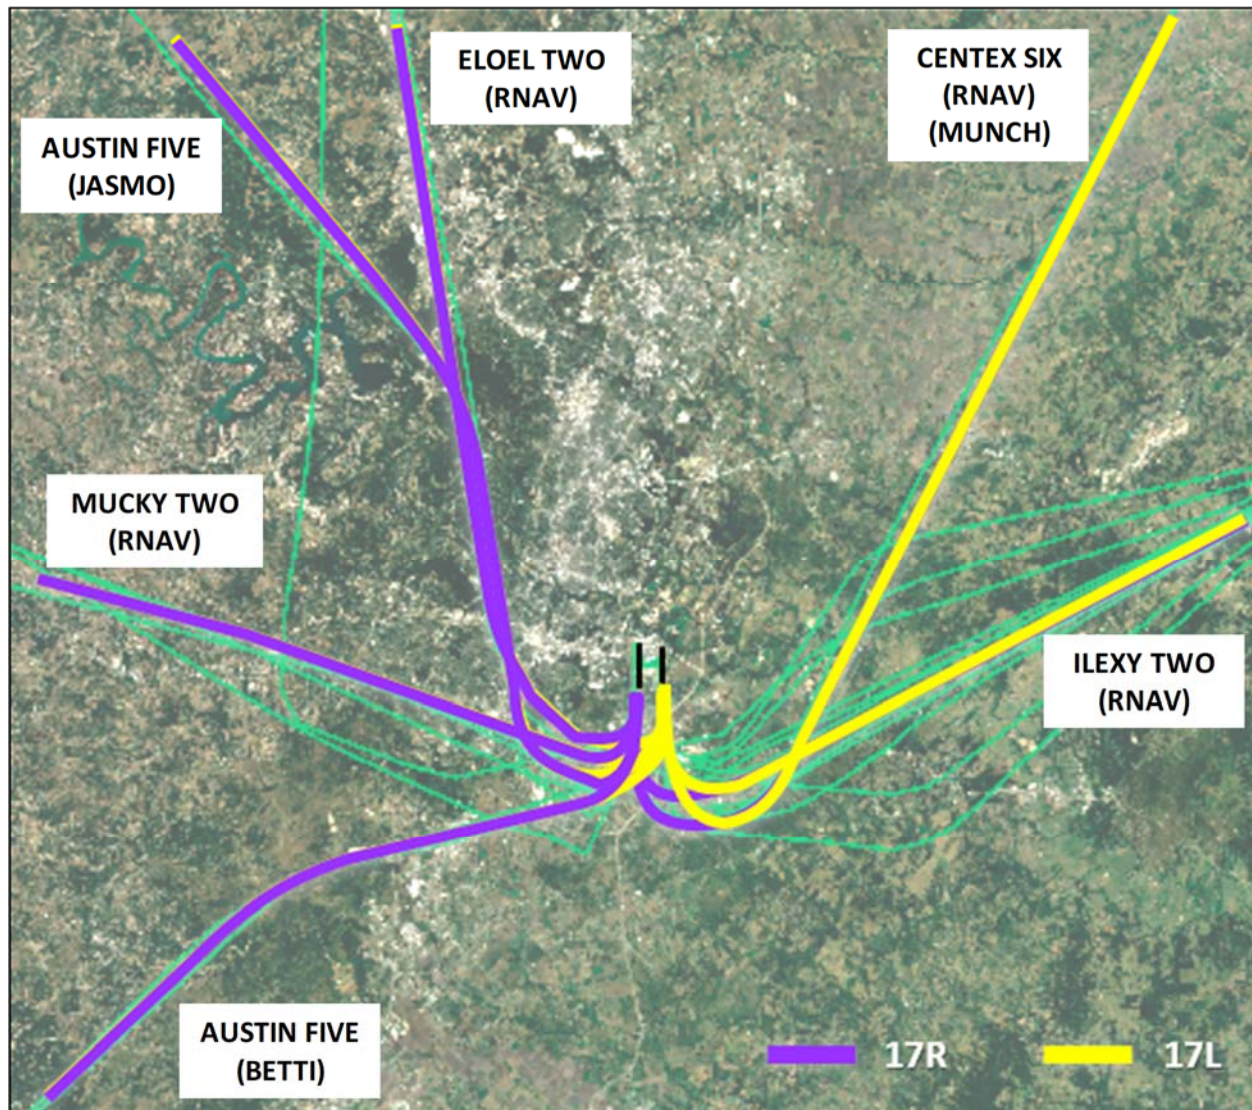 ELOEL TWO
(RNAV)
CENTEX SIX
(RNAV)
(MUNCH)
AUSTIN FIVE
(JASMO)
MUCKY TWO
(RNAV)
ILEXY TWO
(RNAV)
AUSTIN FIVE
(BETTI)
17R
17L